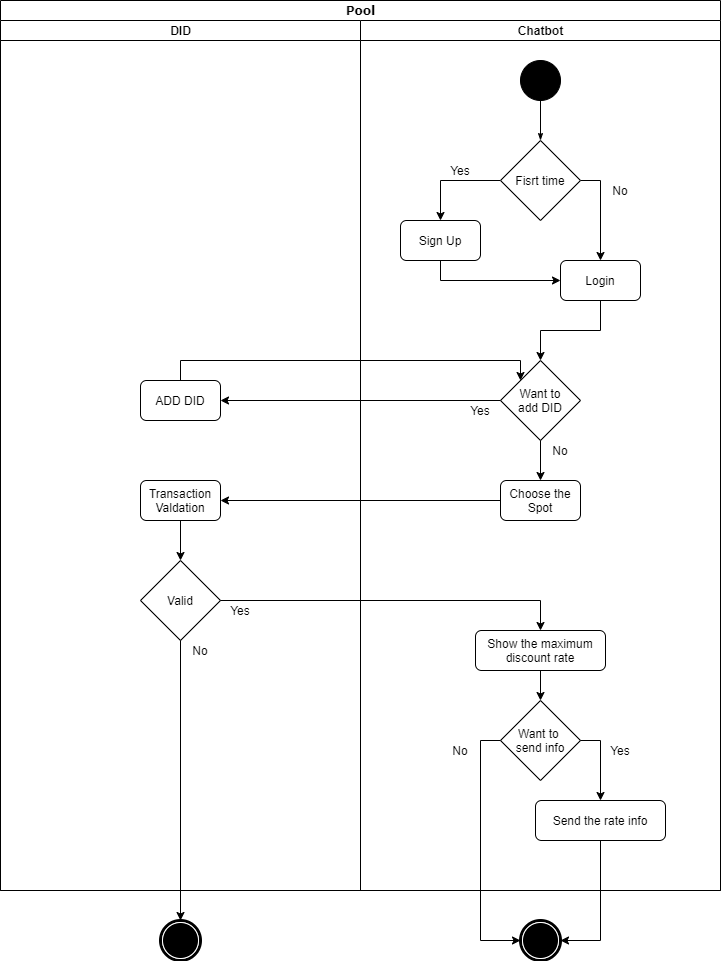 Pool
DID
Chatbot
Fisrt time
Yes
No
Sign Up
Login
ADD DID
Want to
add DID
Yes
No
Transaction
Valdation
Choose the
Spot
Valid
Yes
No
Show the maximum
discount rate
Want to
send info
No
Yes
Send the rate info